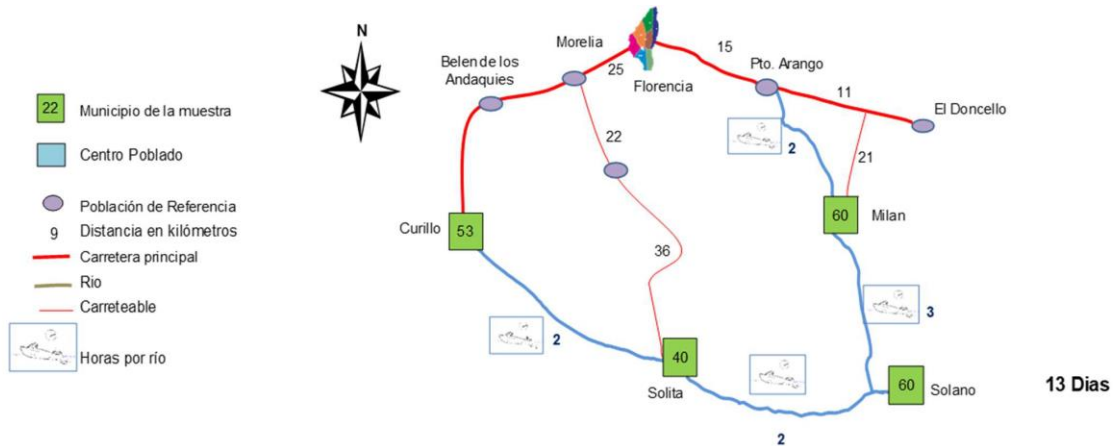 N
22
Municipio de la muestra
Centro Poblado
Población de Referencia
9
Distancia en kilómetros
Carretera principal
Rio
Carreteable
Horas por río
Belen de los
Andaquies
Morelia
25
Florencia
15
Pto. Arango
11
El Doncello
22
2
21
Curillo
53
60
Milan
36
2
3
40
Solita
2
60
Solano
13 Dias